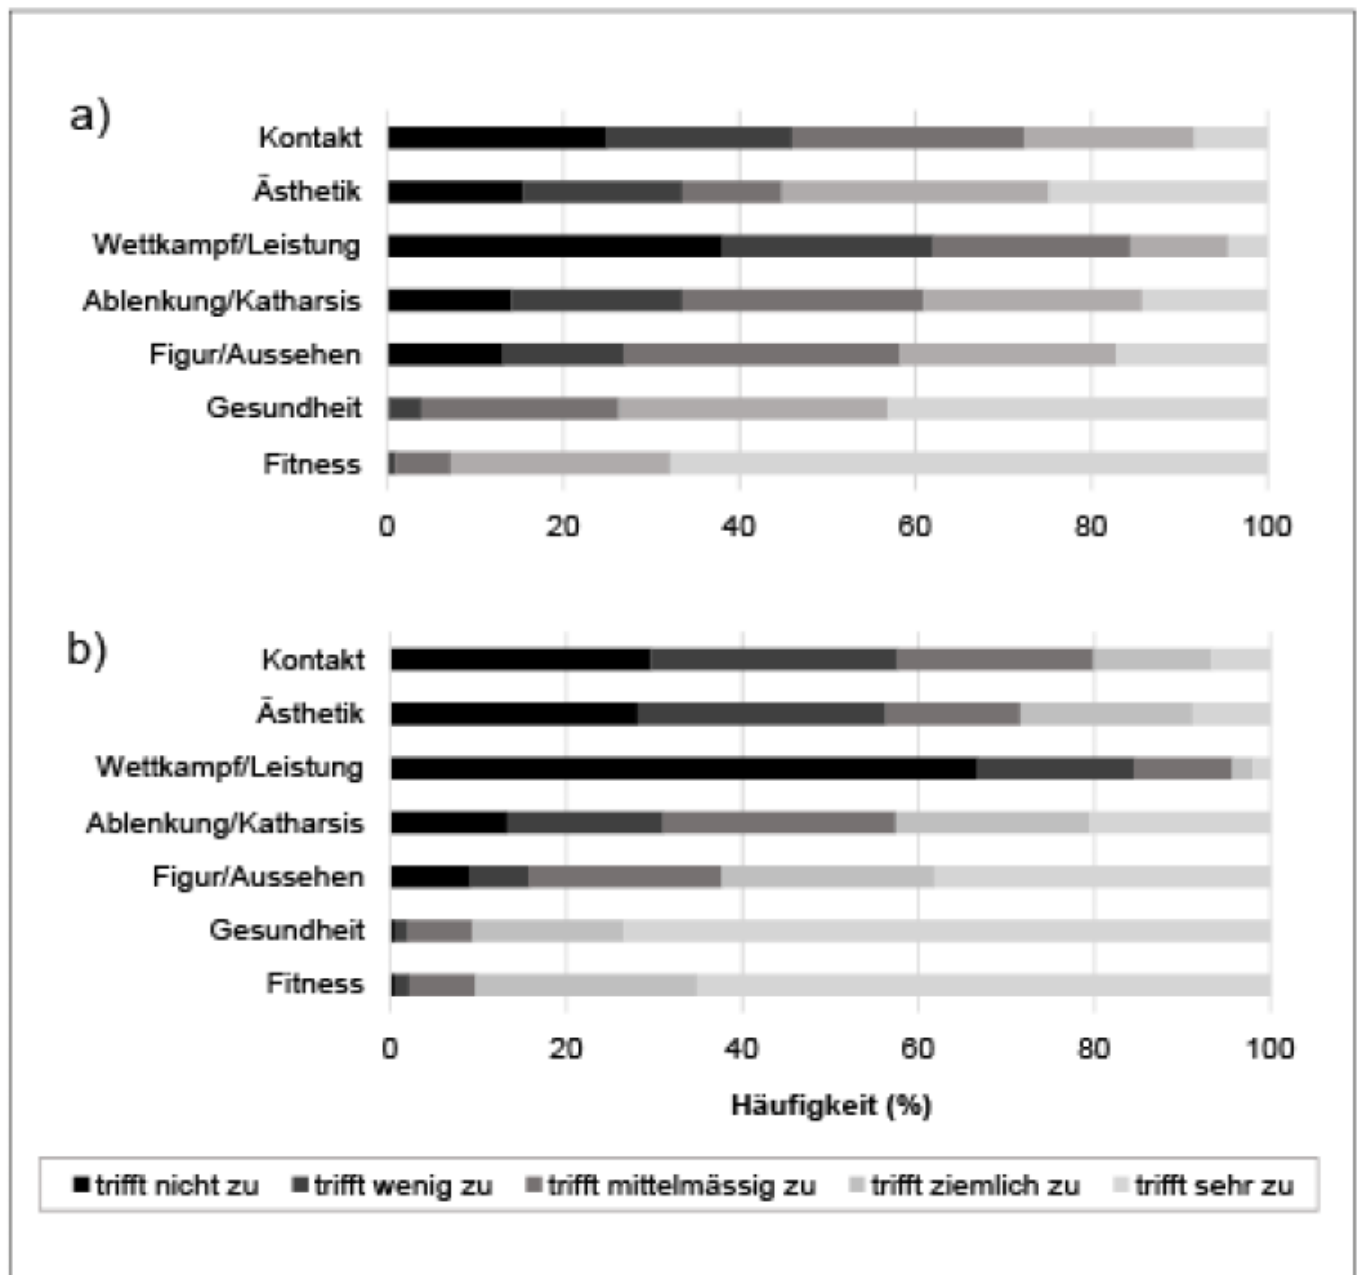 a)
Kontakt
Ästhetik
Wettkampf/Leistung
Ablenkung/Katharsis
Figur/Aussehen
Gesundheit
Fitness
0 20 40 60 80 100
b)
Kontakt
Ästhetik
Wettkampf/Leistung
Ablenkung/Katharsis
Figur/Aussehen
Gesundheit
Fitness
0 20 40 60 80 100
Häufigkeit (%)
trifft nicht zu trifft wenig zu trifft mittelmässig zu trifft ziemlich zu trifft sehr zu